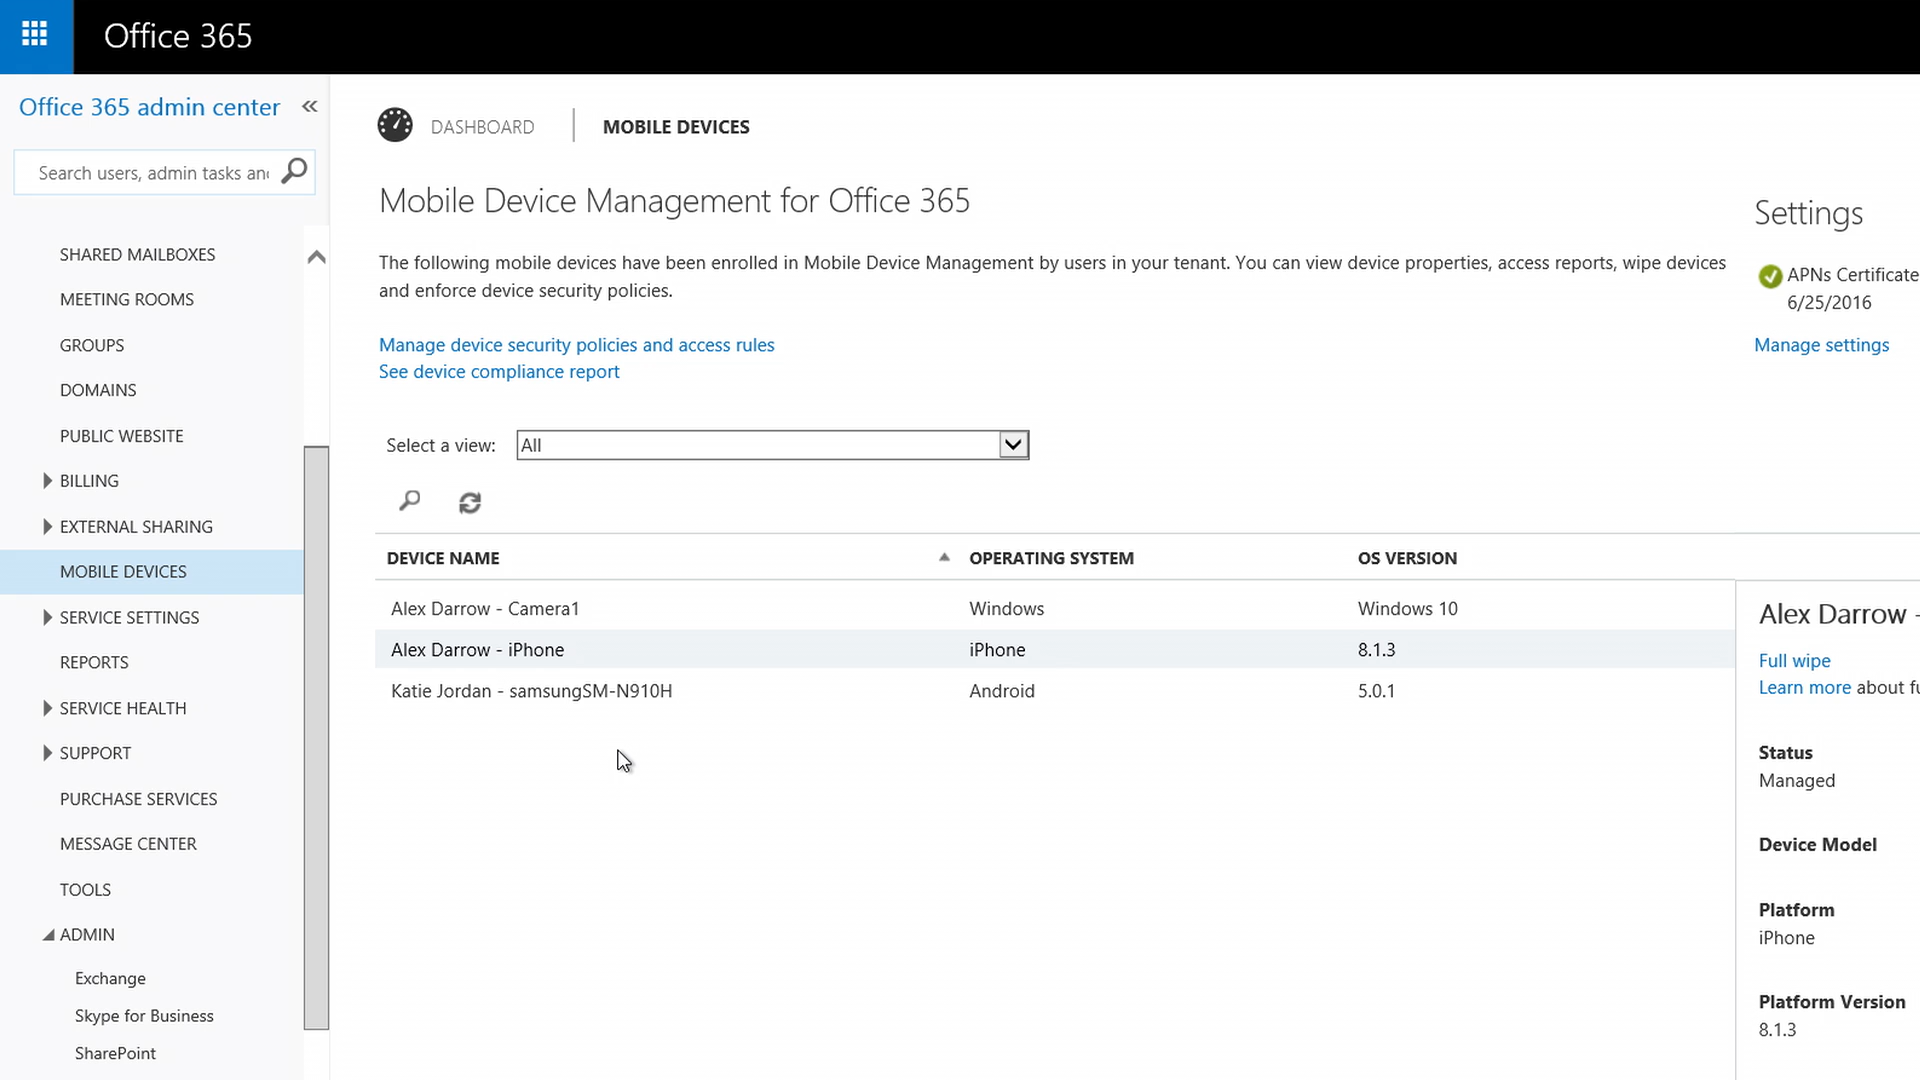 Office 365
Office 365 admin center
Search users, admin tasks and
SHARED MAILBOXES
MEETING ROOMS
GROUPS
DOMAINS
PUBLIC WEBSITE
BILLING
EXTERNAL SHARING
MOBILE DEVICES
SERVICE SETTINGS
REPORTS
SERVICE HEALTH
SUPPORT
PURCHASE SERVICES
MESSAGE CENTER
TOOLS
ADMIN
Exchange
Skype for Business
SharePoint
DASHBOARD
MOBILE DEVICES
Mobile Device Management for Office 365
The following mobile devices have been enrolled in Mobile Device Management by users in your tenant. You can view device properties, access reports, wipe devices
and enforce device security policies.
Manage device security policies and access rules
See device compliance report
Select a view: All
DEVICE NAME OPERATING SYSTEM OS VERSION
Alex Darrow - Camera1 Windows Windows 10
Alex Darrow - iPhone iPhone 8.1.3
Katie Jordan - samsungSM-N910H Android 5.0.1
Settings
APNs Certificate
6/25/2016
Manage settings
Alex Darrow -
Full wipe
Learn more about
Status
Managed
Device Model
Platform
iPhone
Platform Version
8.1.3